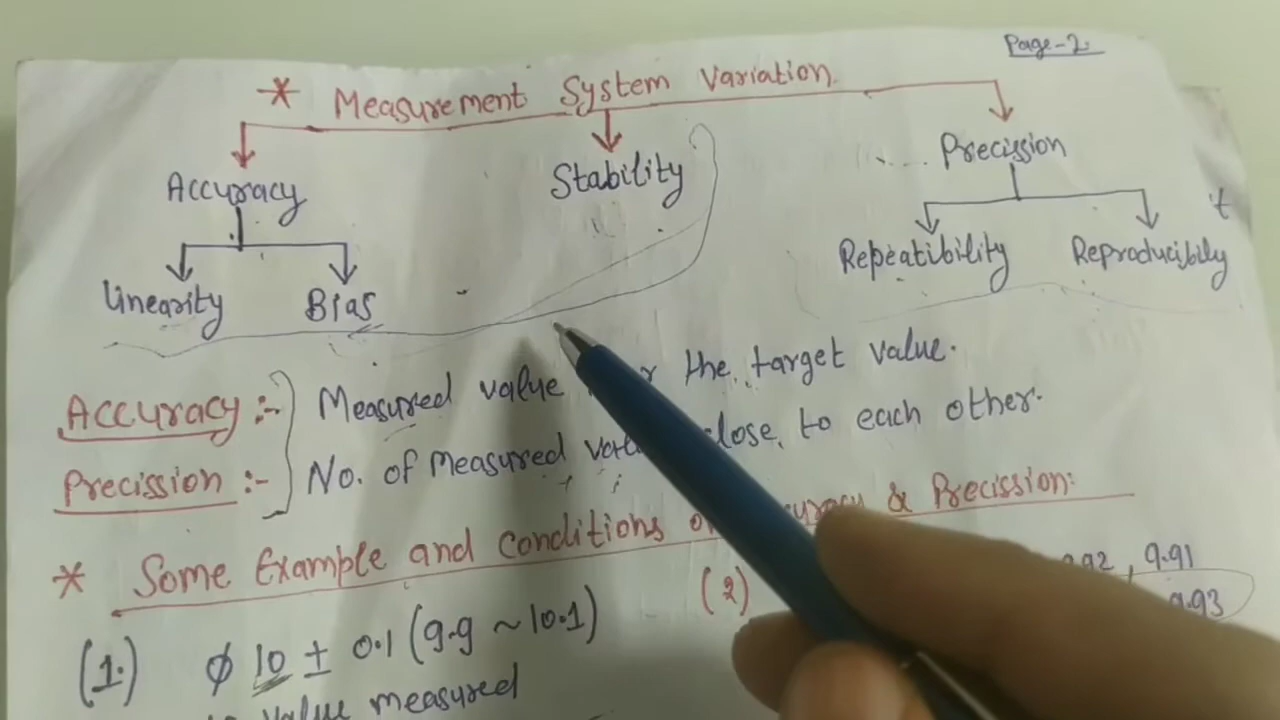 Page-2
* Measurement System Variation
Accuracy Stability Precission
Linearity Bias Repeatibility Reproducibily
t
Accuracy :- Measured value the target value.
Precission :- No. of Measured close to each other.
* Some Example and conditions & Precission:
(1.) φ 10 ± 0.1 (9.9 ~ 10.1) (2) 9.91
9.93
value measured